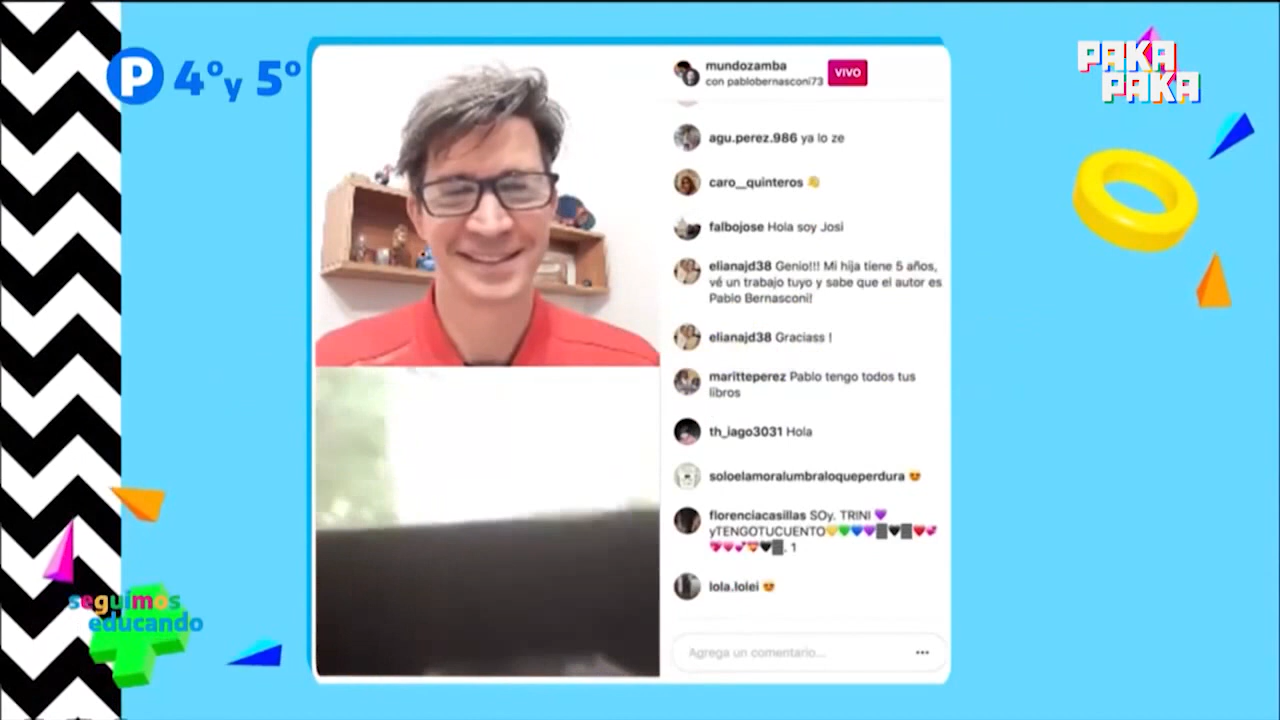 P 4º y 5º
PAKA
PAKA
mundozamba
con pablobernasconi73
VIVO
agu.perez.986 ya lo ze
caro__quinteros 👏
falbojose Hola soy Josi
elianajd38 Genio!!! Mi hija tiene 5 años,
vé un trabajo tuyo y sabe que el autor es
Pablo Bernasconi!
elianajd38 Graciass !
maritteperez Pablo tengo todos tus
libros
th_iago3031 Hola
soloelamoralumbraloqueperdura 😍
florenciacasillas SOy. TRINI 💜
yTENGOTUCUENTO💛💚💙💜🖤❤💕
💖💗💕💝🖤. 1
lola.lolei 😍
Agrega un comentario...
seguimos
educando